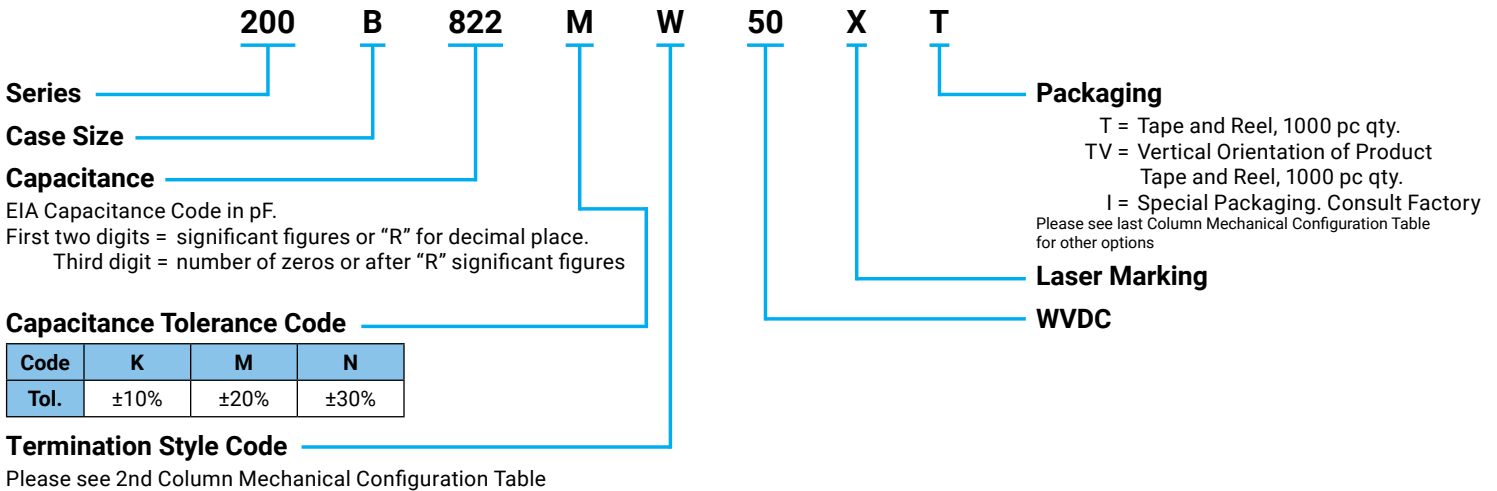 200 B 822 M W 50 X T
Series
Case Size
Capacitance
EIA Capacitance Code in pF.
First two digits = significant figures or “R” for decimal place.
Third digit = number of zeros or after “R” significant figures
Capacitance Tolerance Code
Code K M N
Tol. ±10% ±20% ±30%
Termination Style Code
Please see 2nd Column Mechanical Configuration Table
Packaging
T = Tape and Reel, 1000 pc qty.
TV = Vertical Orientation of Product
Tape and Reel, 1000 pc qty.
I = Special Packaging. Consult Factory
Please see last Column Mechanical Configuration Table
for other options
Laser Marking
WVDC